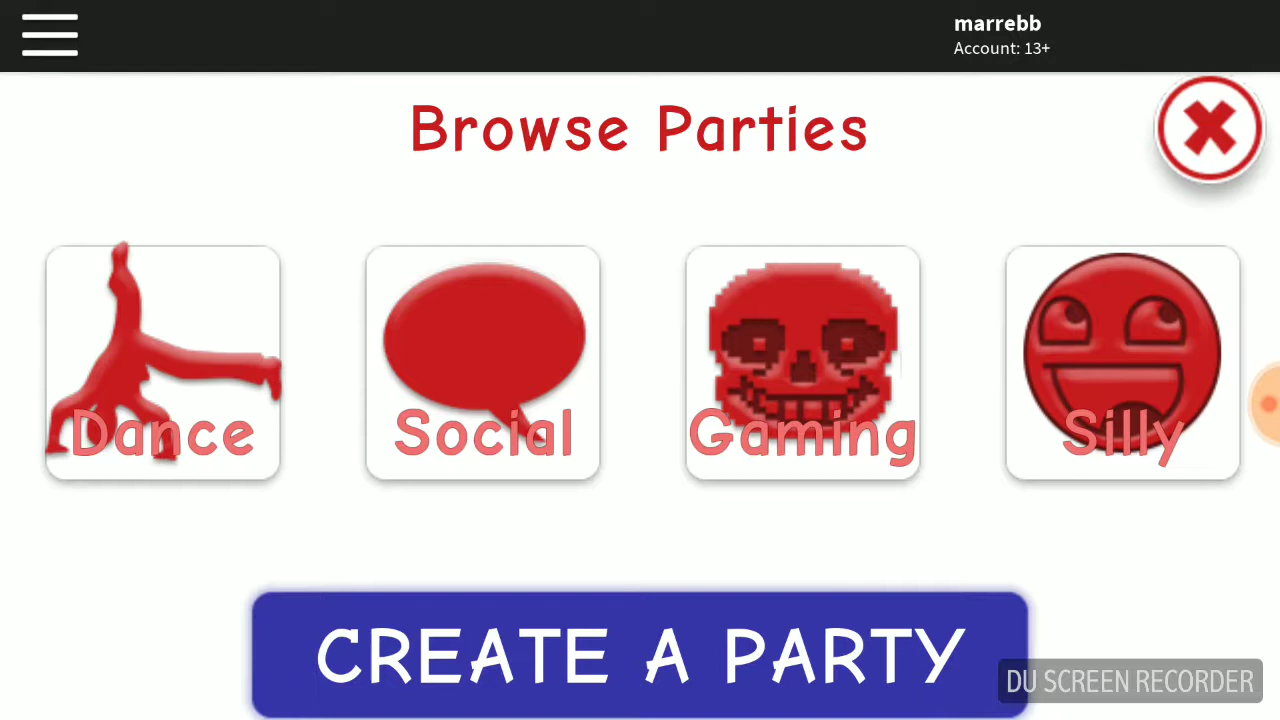 marrebb
Account: 13+
Browse Parties
Dance
Social
Gaming
Silly
CREATE A PARTY
DU SCREEN RECORDER